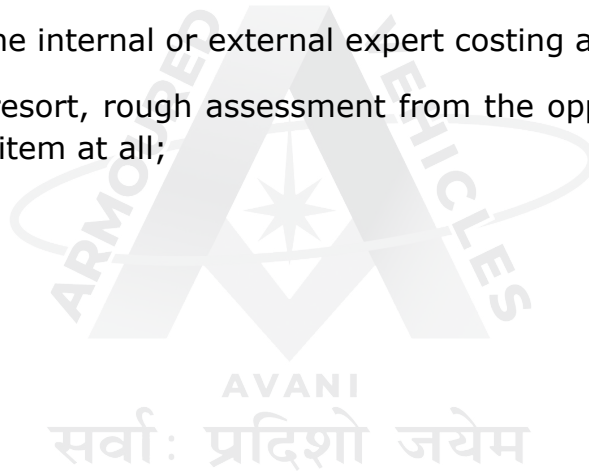 he internal or external expert costing a
resort, rough assessment from the opp
item at all;
ARMOURED VEHICLES
AVANI
सर्वाः प्रदिशो जयेम